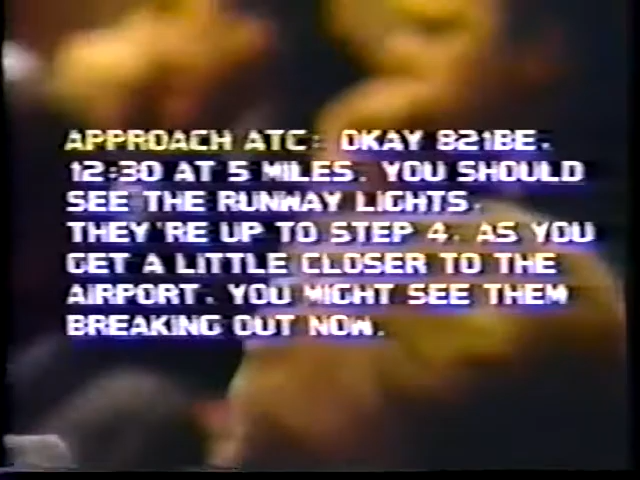 APPROACH ATC: OKAY 821BE.
12:30 AT 5 MILES. YOU SHOULD
SEE THE RUNWAY LIGHTS.
THEY'RE UP TO STEP 4. AS YOU
GET A LITTLE CLOSER TO THE
AIRPORT. YOU MIGHT SEE THEM
BREAKING OUT NOW.